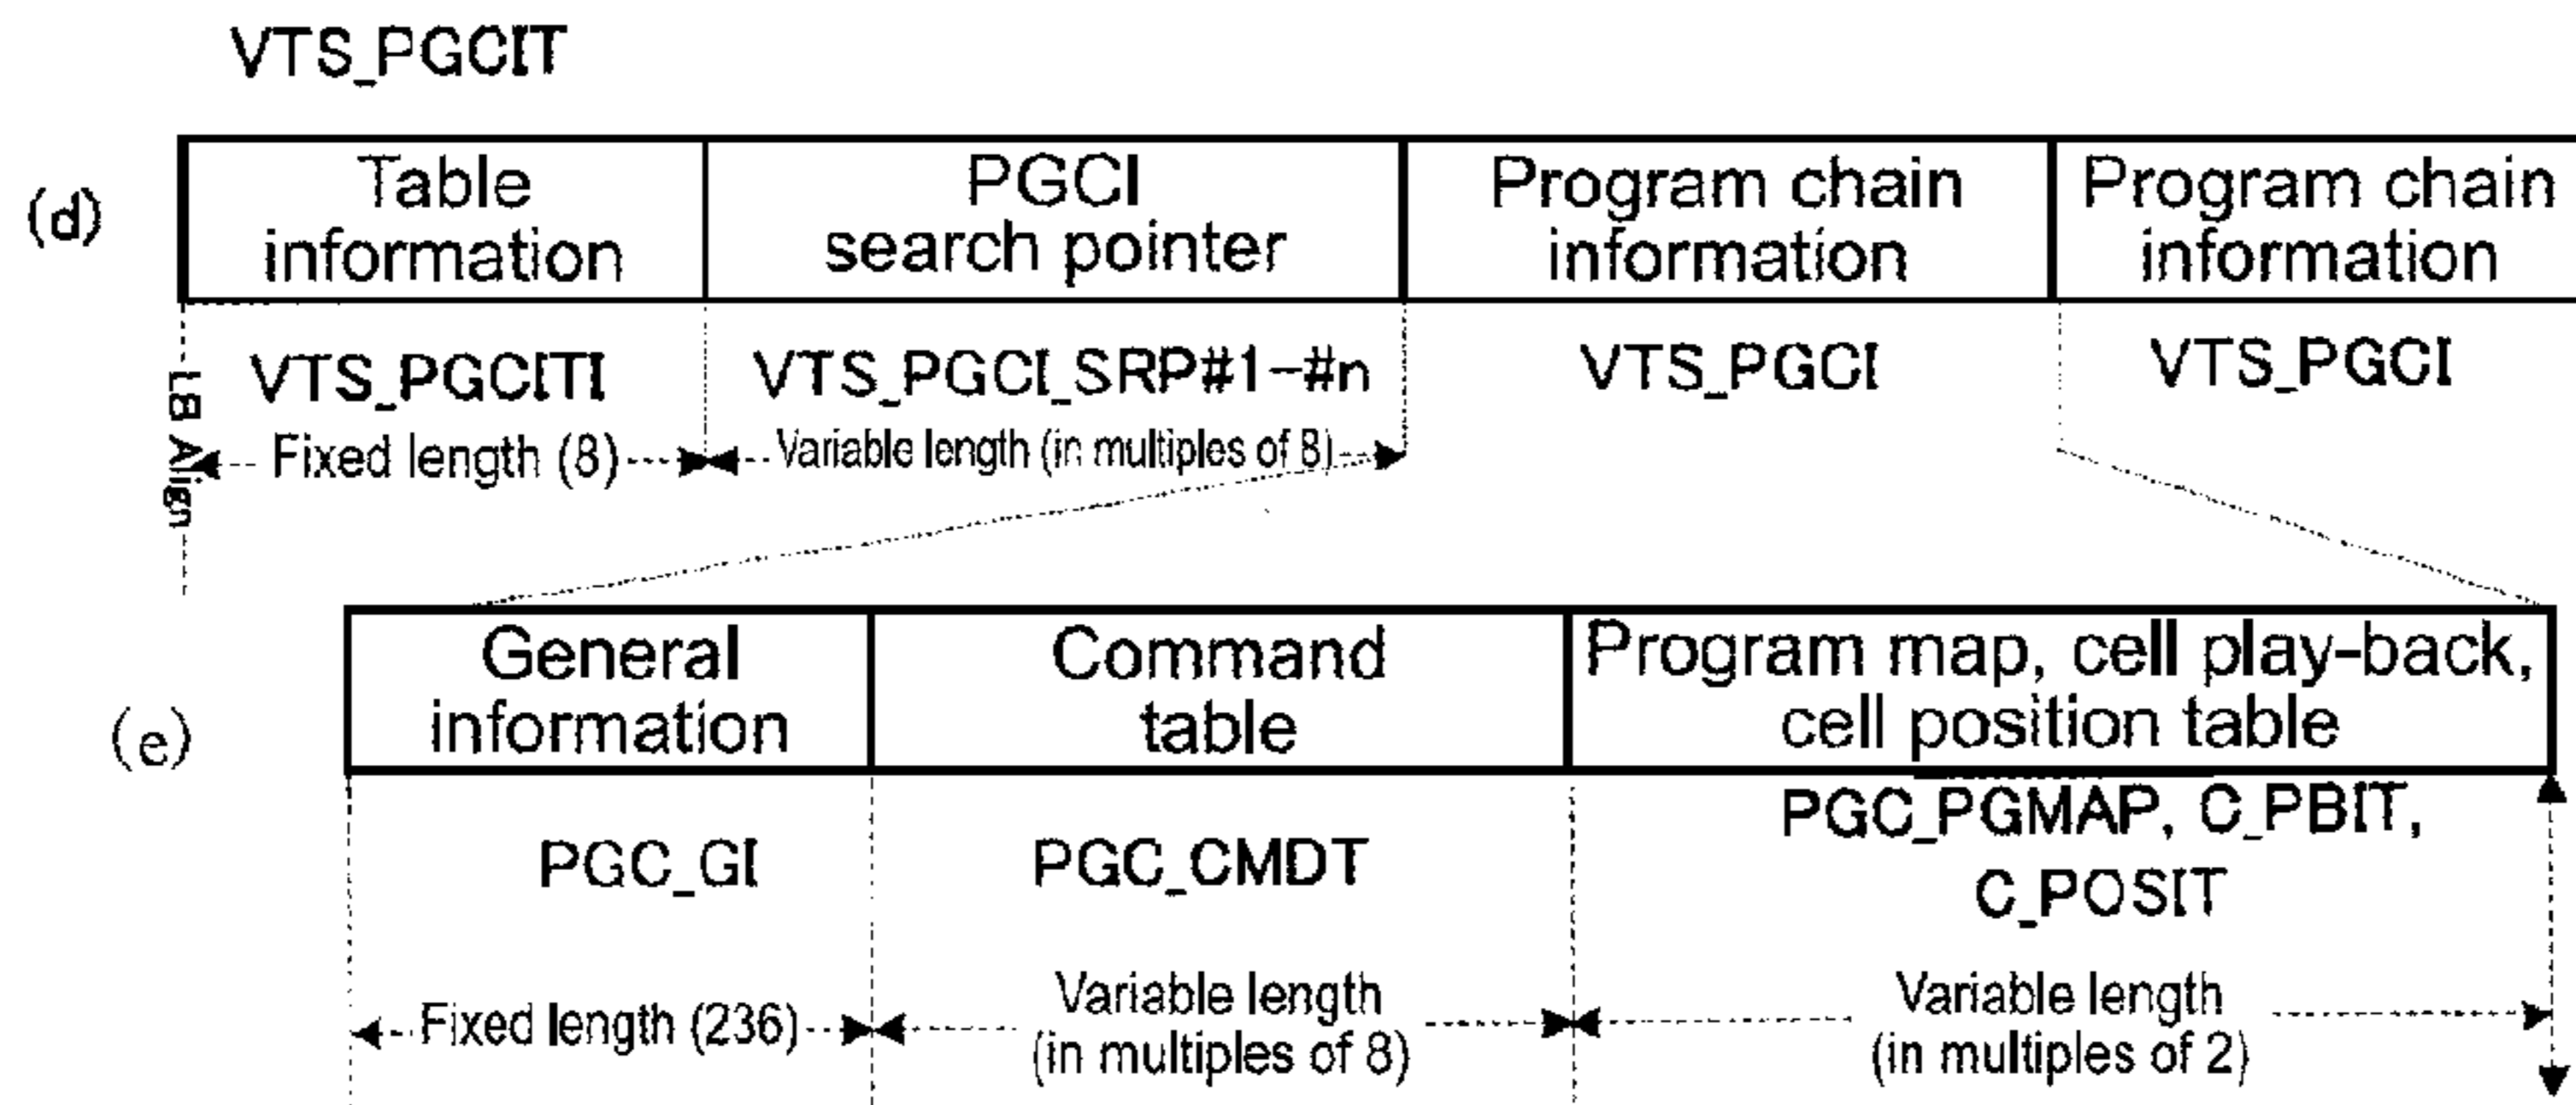 VTS_PGCIT
(d)
Table
information
PGCI
search pointer
Program chain
information
Program chain
information
LB Align
VTS_PGCITI
VTS_PGCI_SRP#1-#n
VTS_PGCI
VTS_PGCI
Fixed length (8)
Variable length (in multiples of 8)
(e)
General
information
Command
table
Program map, cell play-back,
cell position table
PGC_GI
PGC_CMDT
PGC_PGMAP, C_PBIT,
C_POSIT
Fixed length (236)
Variable length
(in multiples of 8)
Variable length
(in multiples of 2)